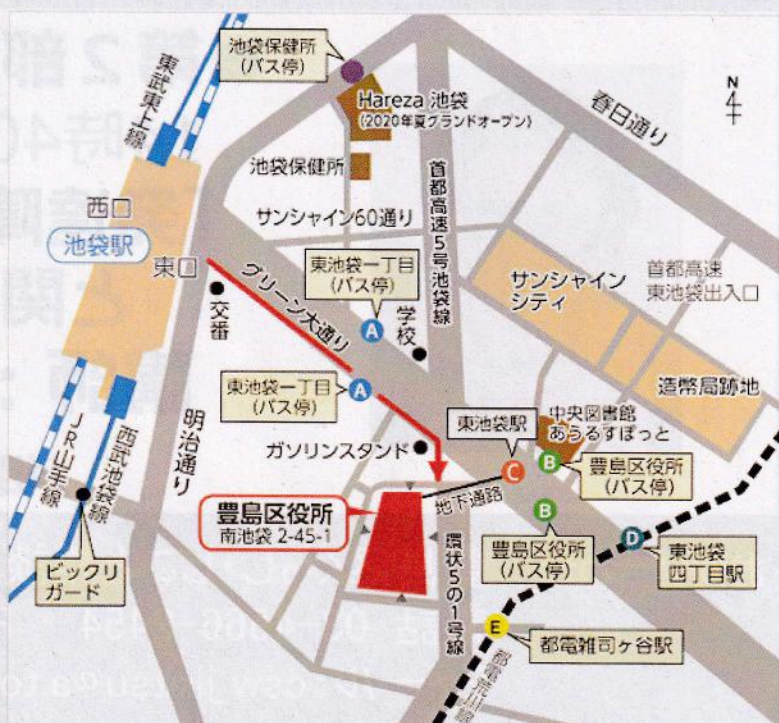 池袋保健所
(バス停)
東武東上線
Hareza 池袋
(2020年夏グランドオープン)
池袋保健所
春日通り
N
西口
池袋駅
東口
サンシャイン60通り
首都高速5号池袋線
東池袋一丁目
(バス停)
サンシャイン
シティ
首都高速
東池袋出入口
グリーン大通り
交番
A
学校
東池袋一丁目
(バス停)
A
造幣局跡地
明治通り
JR山手線
西武池袋線
ガソリンスタンド
東池袋駅
中央図書館
あうるすぽっと
C
B
豊島区役所
(バス停)
地下通路
豊島区役所
南池袋 2-45-1
B
豊島区役所
(バス停)
D
東池袋
四丁目駅
環状5の1号線
ビックリ
ガード
E
都電雑司ヶ谷駅
都電荒川線